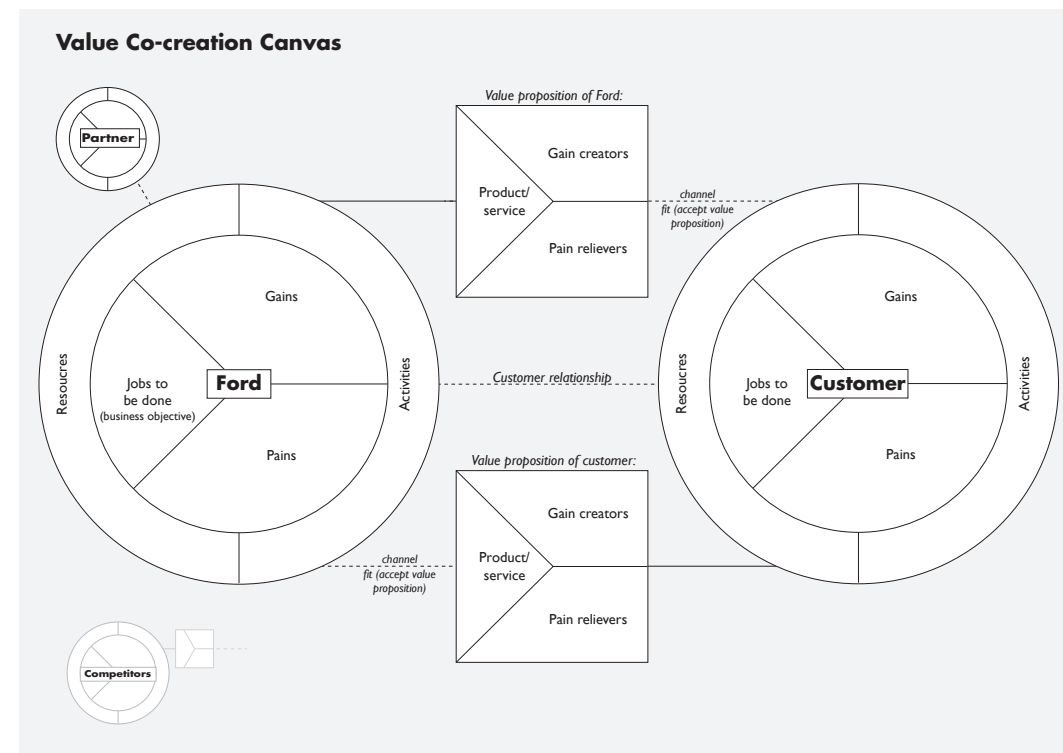 Value Co-creation Canvas
Partner
Value proposition of Ford:
Gain creators
Product/
service
Pain relievers
channel
fit (accept value
proposition)
Gains
Resoucres
Jobs to
be done
(business objective)
Ford
Activities
Pains
Customer relationship
Gains
Resoucres
Jobs to
be done
Customer
Activities
Pains
Value proposition of customer:
Gain creators
Product/
service
Pain relievers
channel
fit (accept value
proposition)
Competitors